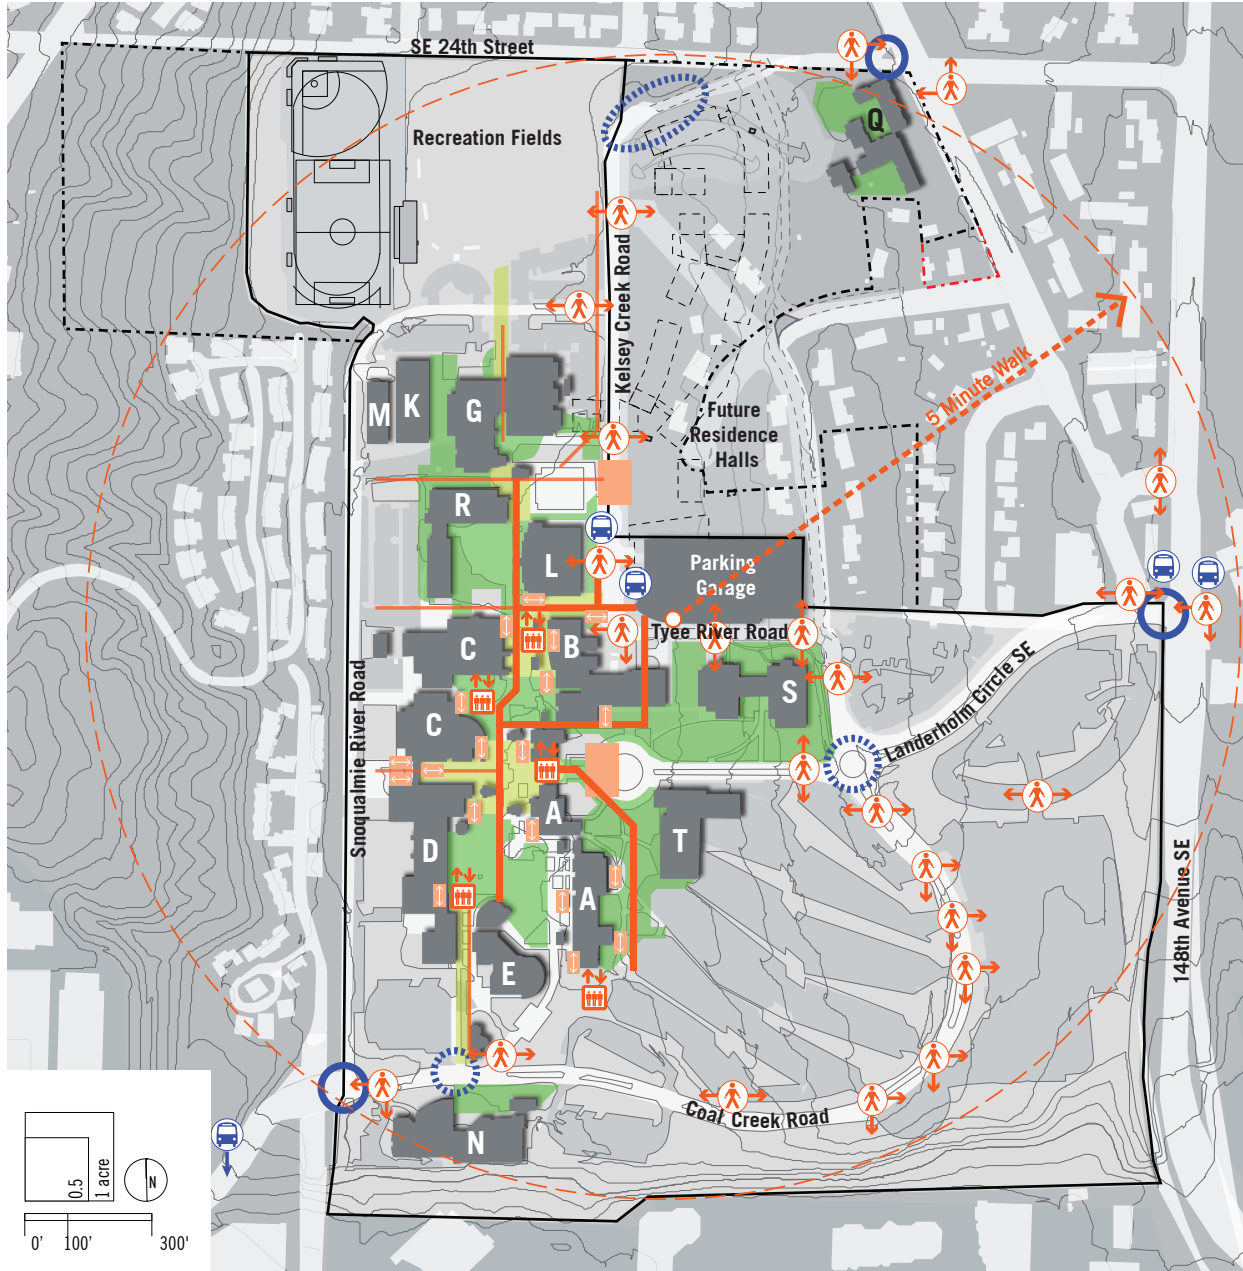 SE 24th Street
Q
Recreation Fields
Kelsey Creek Road
5 Minute Walk
M
K
G
Future
Residence
Halls
R
L
Parking
Garage
Tyee River Road
C
B
S
C
Landerholm Circle SE
Snoqualmie River Road
A
D
T
A
148th Avenue SE
E
Coal Creek Road
N
0.5
1 acre
N
0'
100'
300'